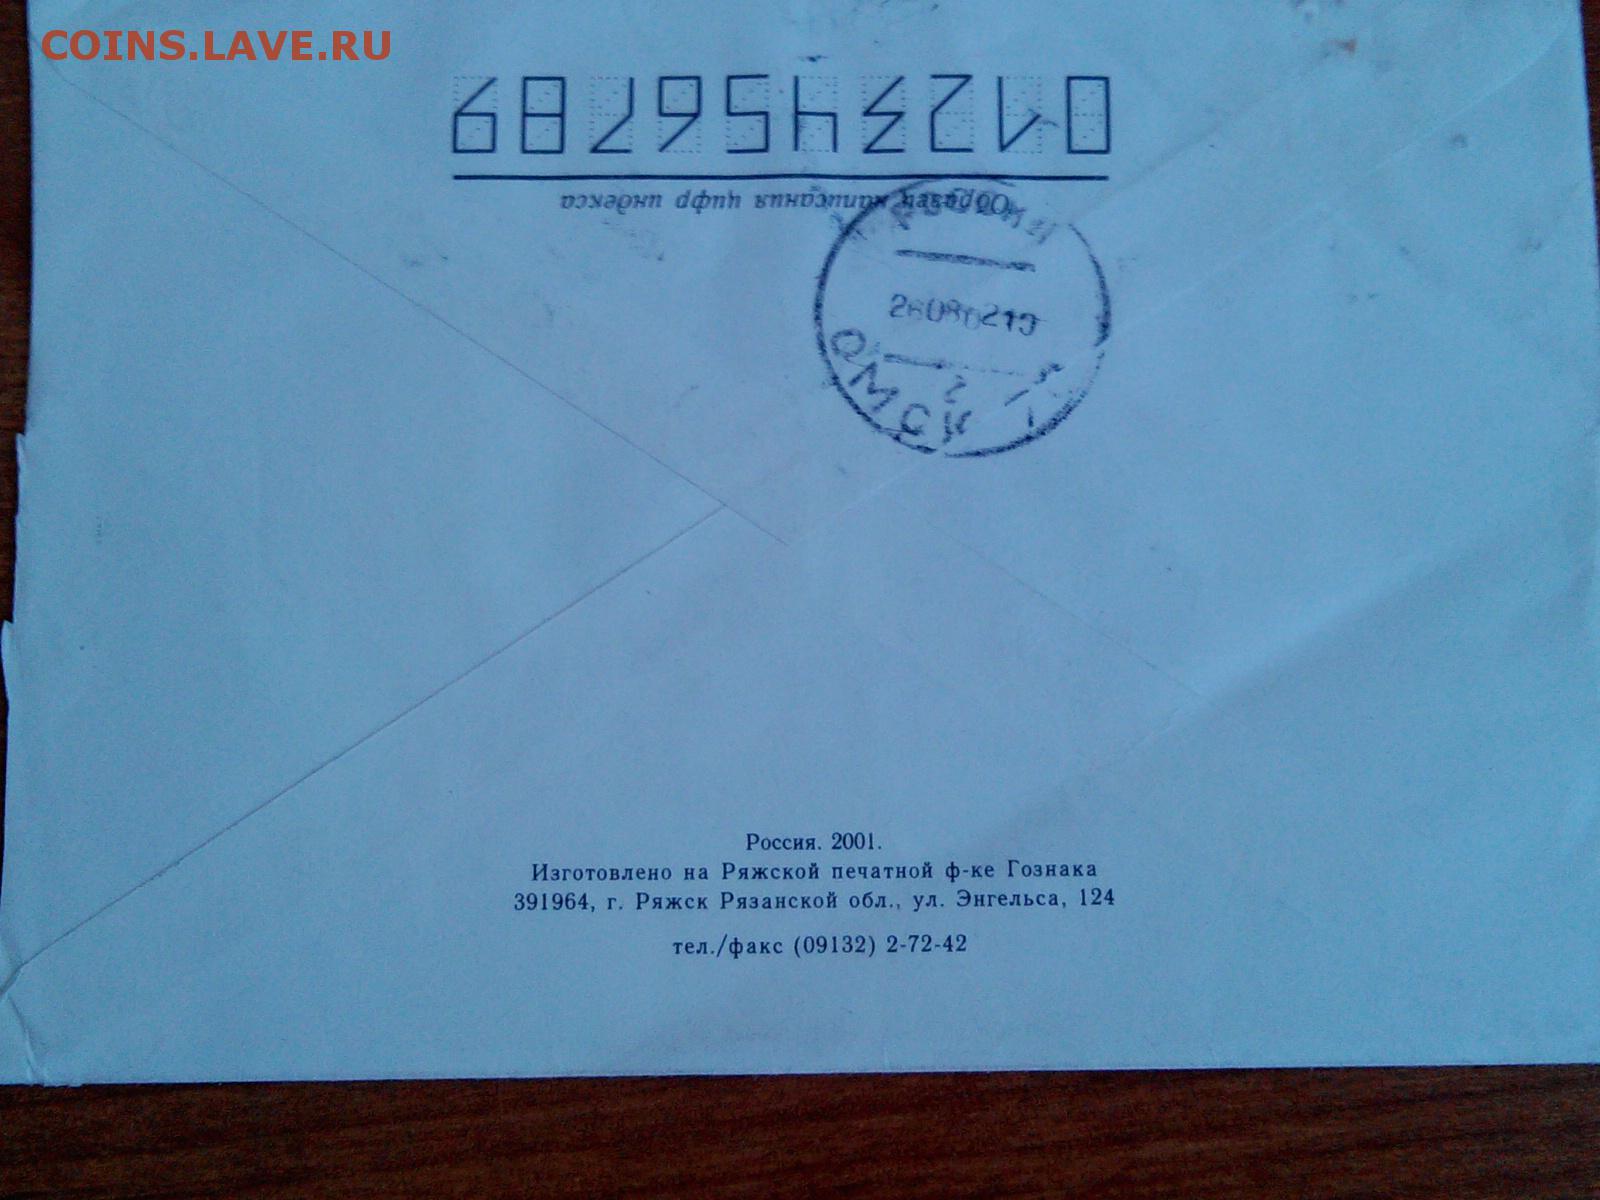 COINS.LAVE.RU
0123456789
Образец написания цифр индекса
ОМСК
Россия. 2001.
Изготовлено на Ряжской печатной ф-ке Гознака
391964, г. Ряжск Рязанской обл., ул. Энгельса, 124
тел./факс (09132) 2-72-42